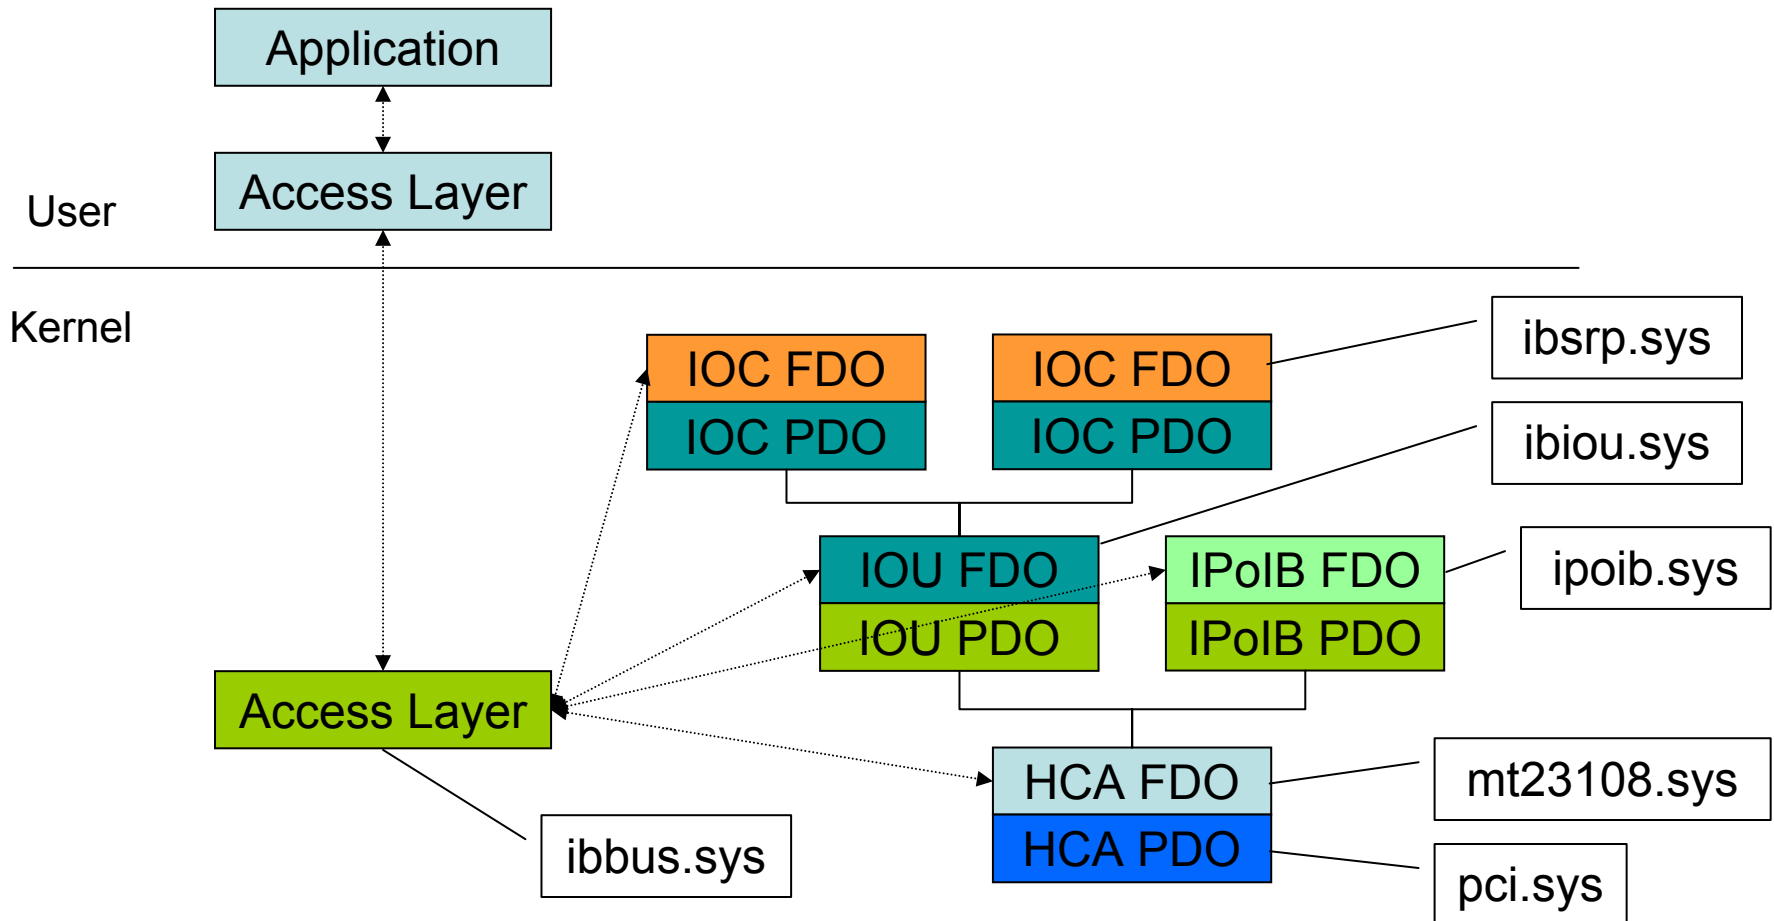 Application
Access Layer
User
Kernel
IOC FDO
IOC FDO
ibsrp.sys
IOC PDO
IOC PDO
ibiou.sys
IOU FDO
IPoIB FDO
ipoib.sys
IOU PDO
IPoIB PDO
Access Layer
HCA FDO
mt23108.sys
HCA PDO
ibbus.sys
pci.sys